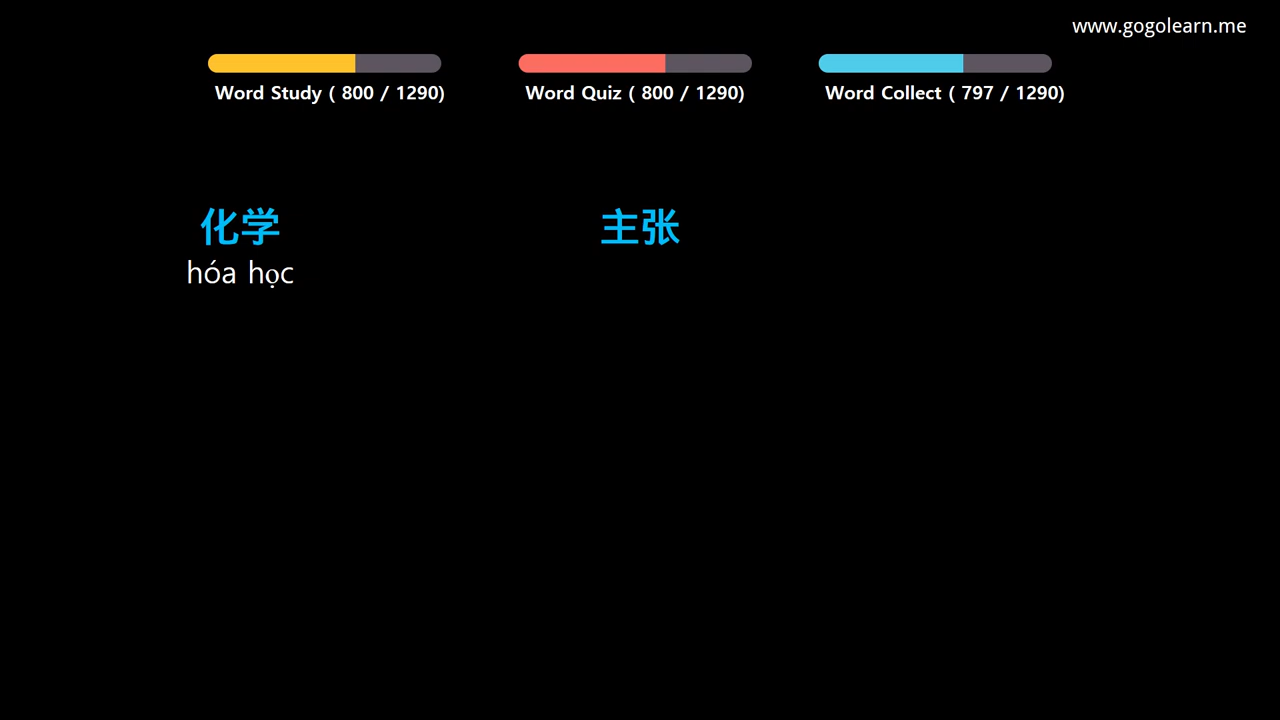 www.gogolearn.me
Word Study ( 800 / 1290)
Word Quiz ( 800 / 1290)
Word Collect ( 797 / 1290)
化学
hóa học
主张